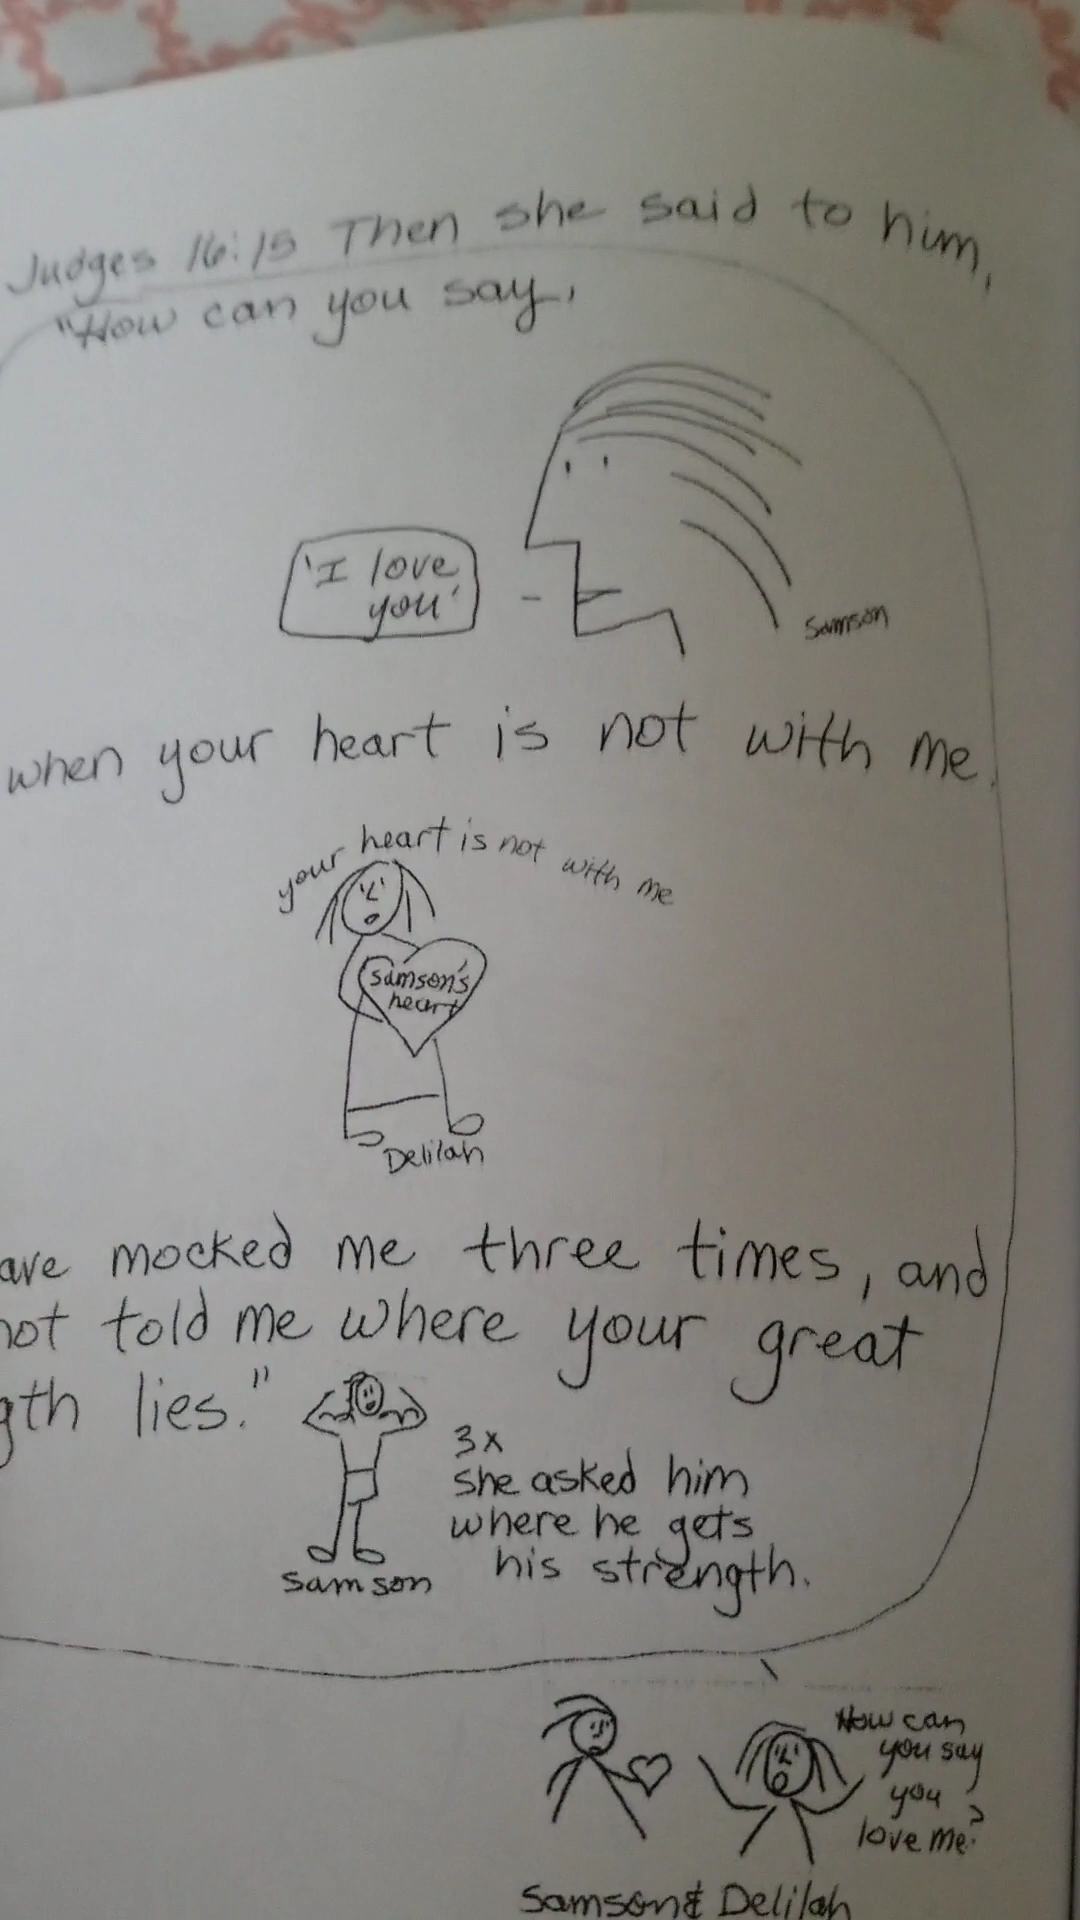 Judges 16:15 Then she said to him,
"How can you say,
'I love
you'
Samson
when your heart is not with me.
your heart is not with me
Samson's
heart
Delilah
ave mocked me three times, and
not told me where your great
gth lies."
3x
she asked him
where he gets
his strength.
Samson
How can
you say
you
love me?
Samson & Delilah